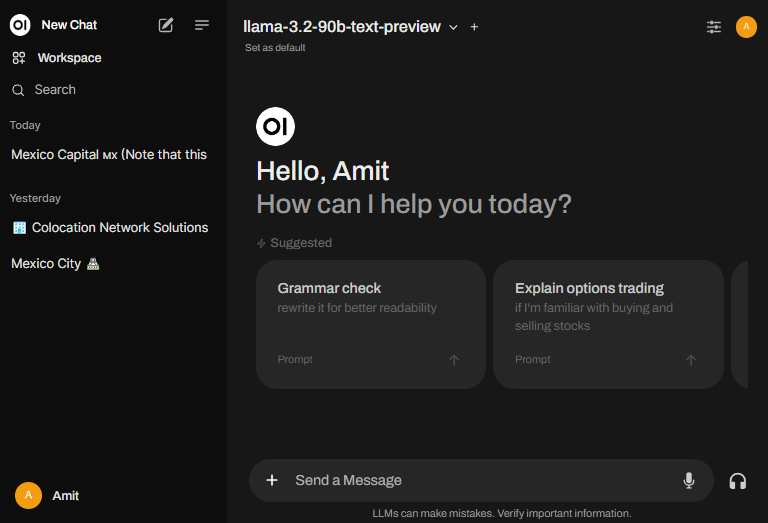 OI New Chat
Workspace
Search
Today
Mexico Capital ᴍx (Note that this
Yesterday
🏢 Colocation Network Solutions
Mexico City
A Amit
llama-3.2-90b-text-preview
Set as default
A
OI
Hello, Amit
How can I help you today?
Suggested
Grammar check
rewrite it for better readability
Prompt
Explain options trading
if I'm familiar with buying and
selling stocks
Prompt
Send a Message
LLMs can make mistakes. Verify important information.